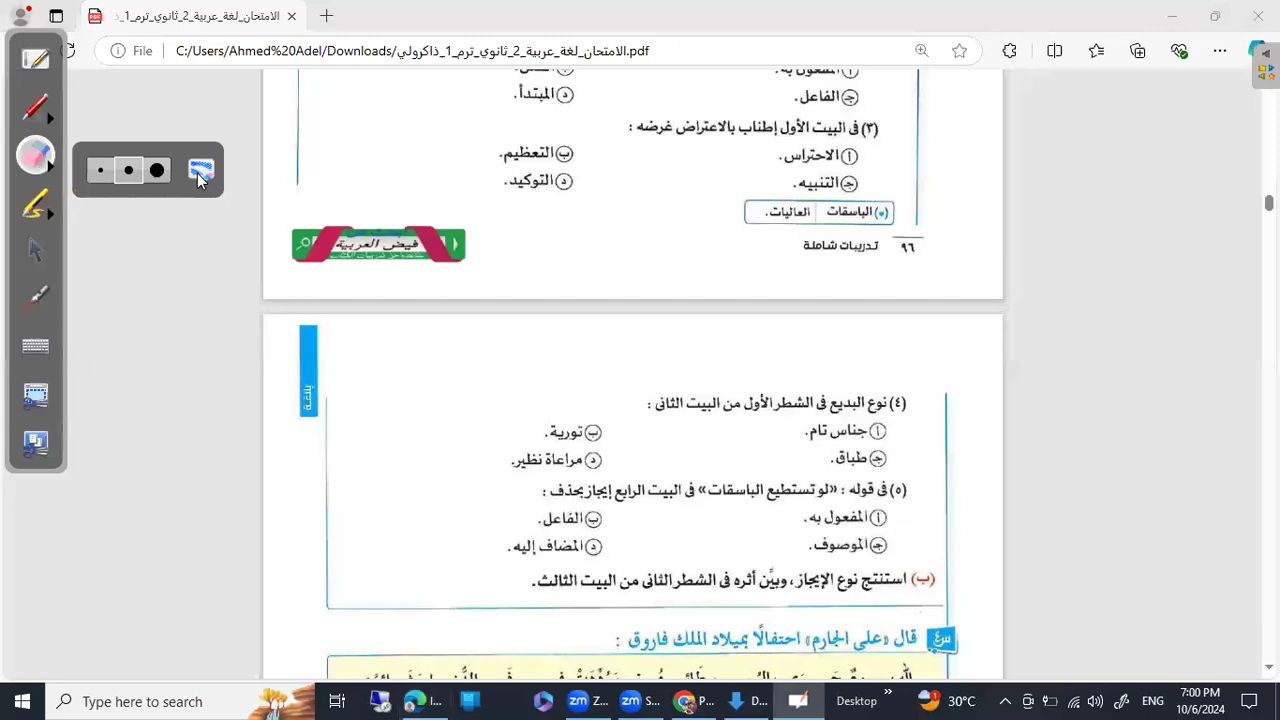 الامتحان_لغة_عربية_2_ثانوي_ترم_1_ذ
File
C:/Users/Ahmed%20Adel/Downloads/الامتحان_لغة_عربية_2_ثانوي_ترم_1_ذاكرولي.pdf
أ المفعول به.
ج الفاعل.
د المبتدأ.
(٣) فى البيت الأول إطناب بالاعتراض غرضه :
أ الاحتراس.
ب التعظيم.
ج التنبيه.
د التوكيد.
(*) الباسقات العاليات.
٩٦ تدريبات شاملة
فيض العربية
بلاغة
(٤) نوع البديع فى الشطر الأول من البيت الثانى :
أ جناس تام.
ب تورية.
ج طباق.
د مراعاة نظير.
(٥) فى قوله : «لو تستطيع الباسقات» فى البيت الرابع إيجاز بحذف :
أ المفعول به.
ب الفاعل.
ج الموصوف.
د المضاف إليه.
(ب) استنتج نوع الإيجاز، وبيِّن أثره فى الشطر الثانى من البيت الثالث.
س٤ قال «على الجارم» احتفالًا بميلاد الملك فاروق :
Type here to search
I...
Z...
S...
P...
D...
Desktop
30°C
ENG
7:00 PM
10/6/2024